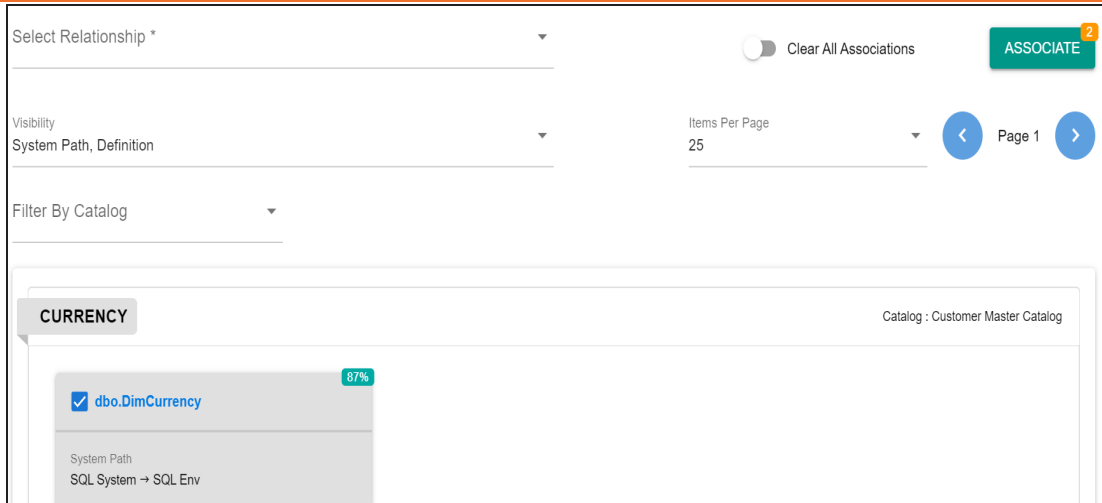 Select Relationship *
Clear All Associations
ASSOCIATE
2
Visibility
System Path, Definition
Items Per Page
25
Page 1
Filter By Catalog
CURRENCY
Catalog : Customer Master Catalog
87%
dbo.DimCurrency
System Path
SQL System → SQL Env